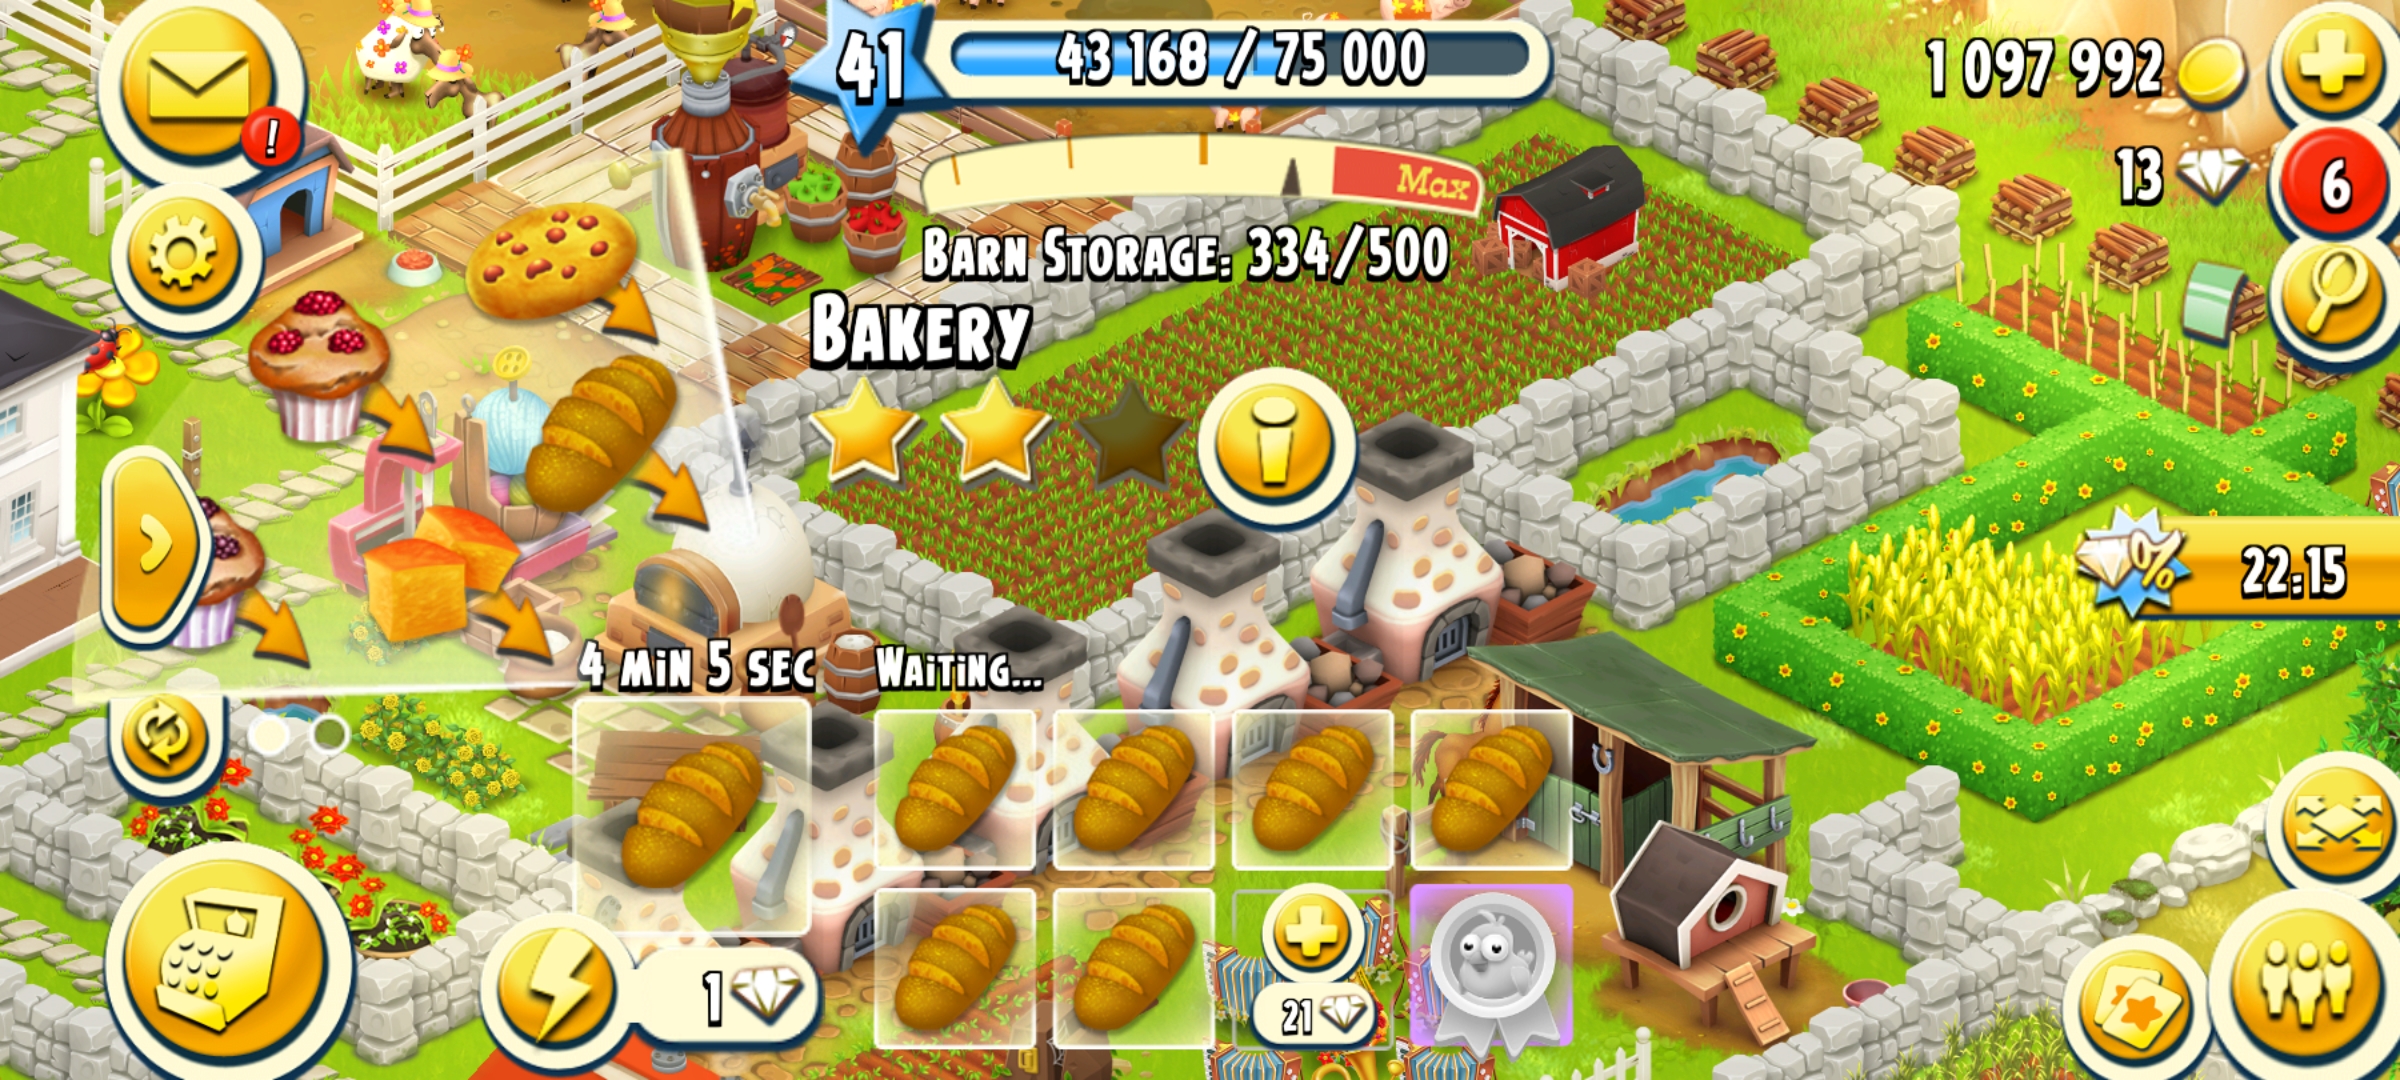 !
41
43 168 / 75 000
1 097 992
Max
13
6
BARN STORAGE: 334/500
BAKERY
%
22:15
4 MIN 5 SEC
WAITING...
1
21